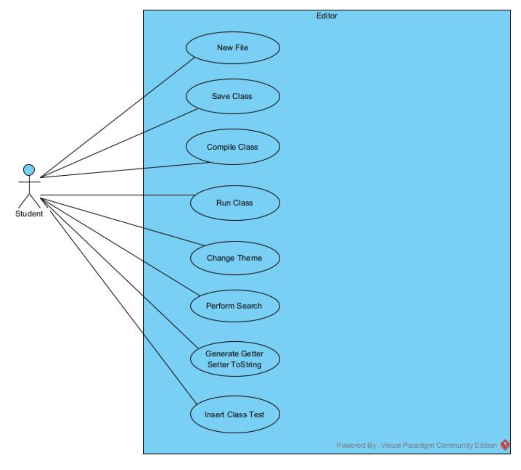 Editor
New File
Save Class
Compile Class
Run Class
Student
Change Theme
Perform Search
Generate Getter
Setter ToString
Insert Class Test
Powered By: Visual Paradigm Community Edition